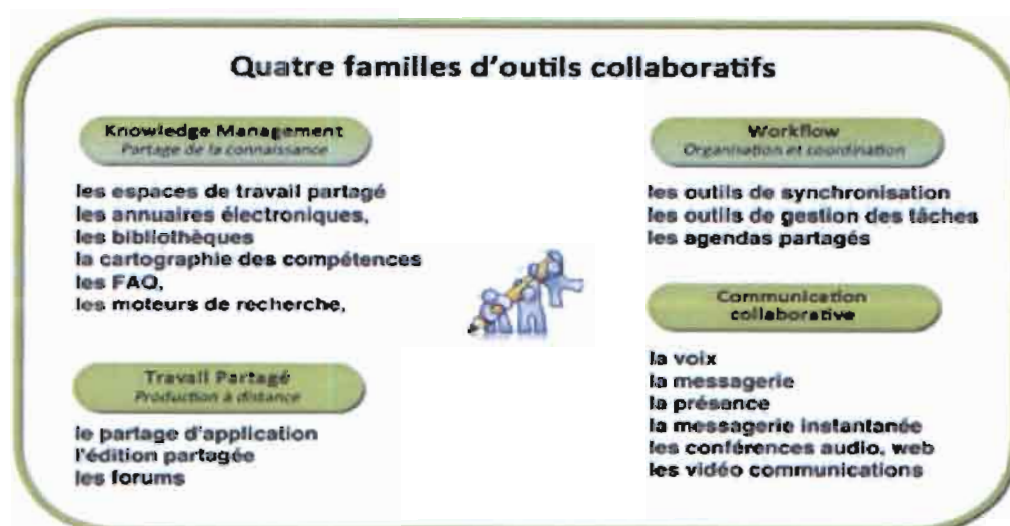 Quatre familles d'outils collaboratifs
Knowledge Management
Partage de la connaissance
les espaces de travail partagé
les annuaires électroniques,
les bibliothèques
la cartographie des compétences
les FAQ,
les moteurs de recherche,
Travail Partagé
Production à distance
le partage d'application
l'édition partagée
les forums
Workflow
Organisation et coordination
les outils de synchronisation
les outils de gestion des tâches
les agendas partagés
Communication
collaborative
la voix
la messagerie
la présence
la messagerie instantanée
les conférences audio, web
les vidéo communications